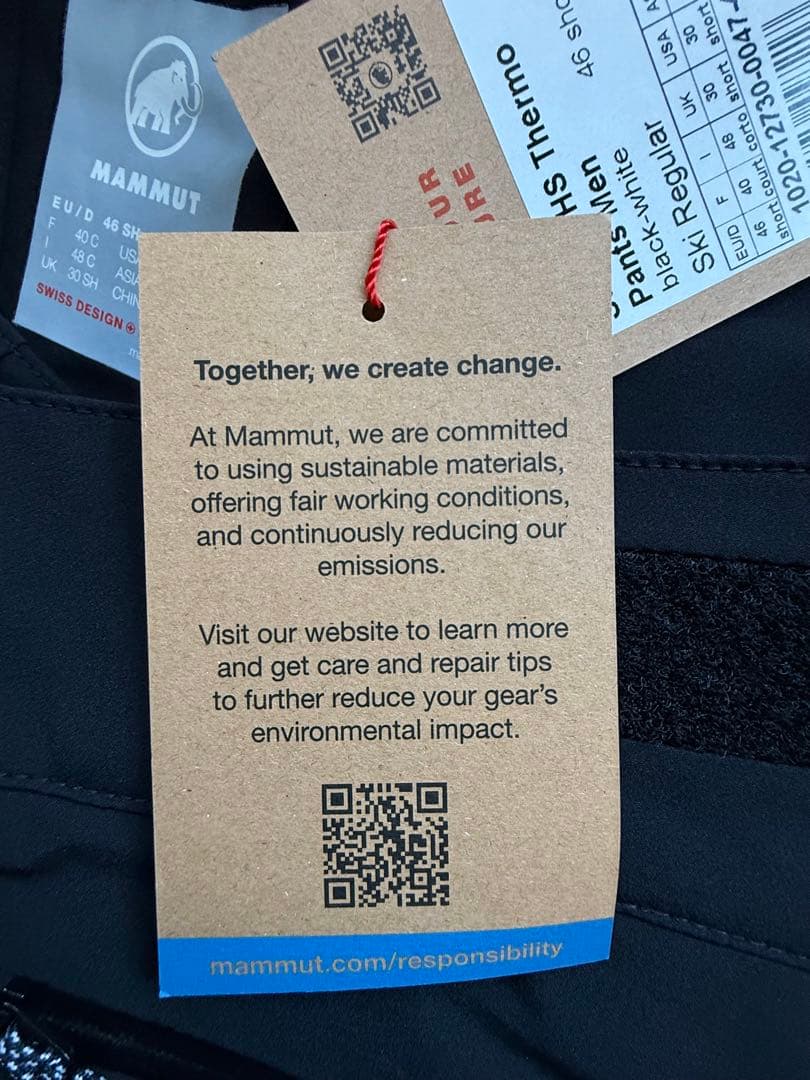 MAMMUT
EU/D 46 SH
F 40 C
I 48 C
UK 30 SH
SWISS DESIGN
HS Thermo
Pants Men
black-white
Ski Regular
EU/D F I UK USA
46 40 48 30 30
short court corto short short
1020-12730-0047-
Together, we create change.
At Mammut, we are committed
to using sustainable materials,
offering fair working conditions,
and continuously reducing our
emissions.
Visit our website to learn more
and get care and repair tips
to further reduce your gear's
environmental impact.
mammut.com/responsibility